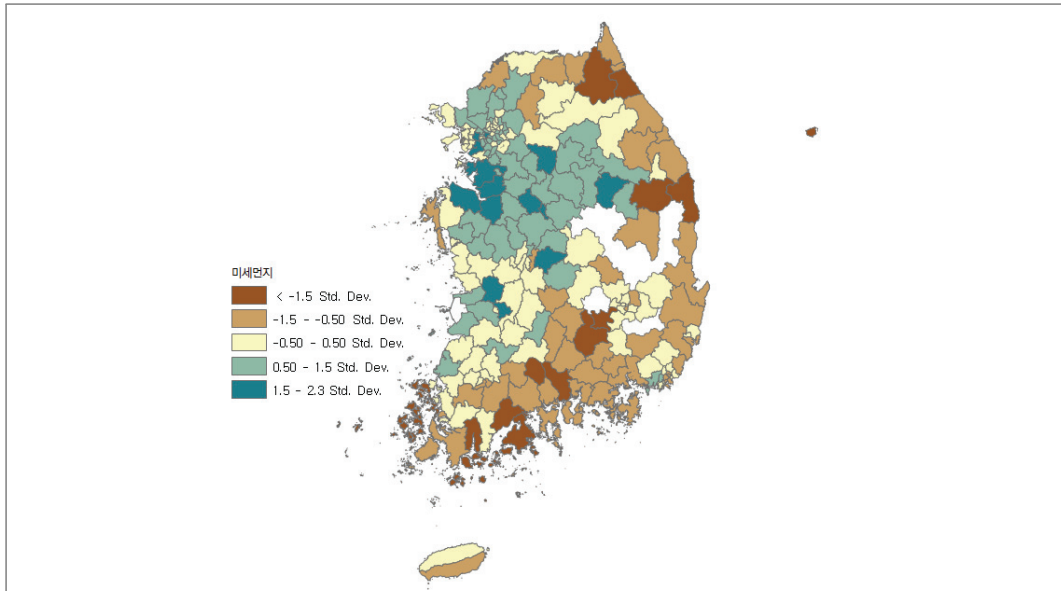 미세먼지
< -1.5 Std. Dev.
-1.5 - -0.50 Std. Dev.
-0.50 - 0.50 Std. Dev.
0.50 - 1.5 Std. Dev.
1.5 - 2.3 Std. Dev.